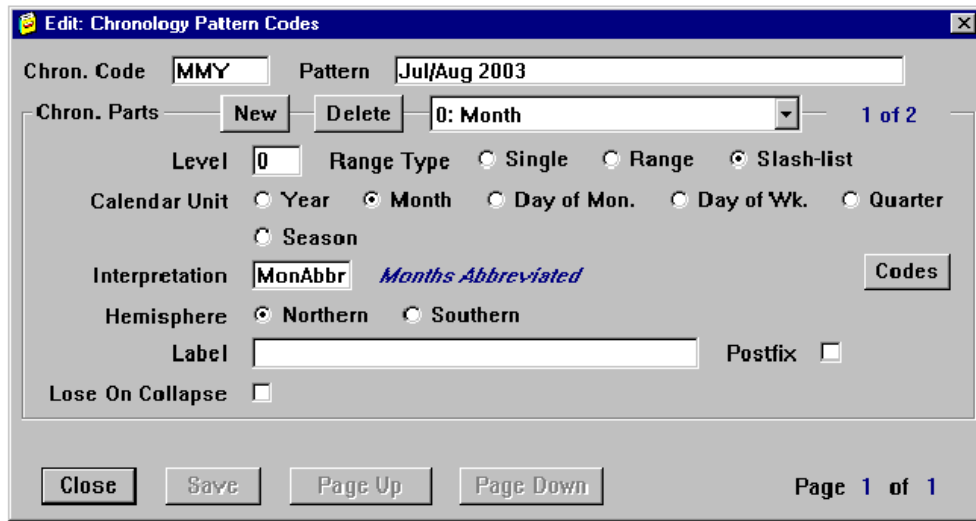 Edit: Chronology Pattern Codes
Chron. Code MMY Pattern Jul/Aug 2003
Chron. Parts New Delete 0: Month 1 of 2
Level 0 Range Type Single Range Slash-list
Calendar Unit Year Month Day of Mon. Day of Wk. Quarter
Season
Interpretation MonAbbr Months Abbreviated Codes
Hemisphere Northern Southern
Label Postfix
Lose On Collapse
Close Save Page Up Page Down Page 1 of 1